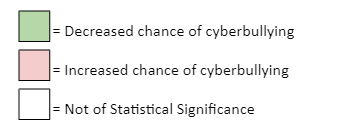 = Decreased chance of cyberbullying
= Increased chance of cyberbullying
= Not of Statistical Significance